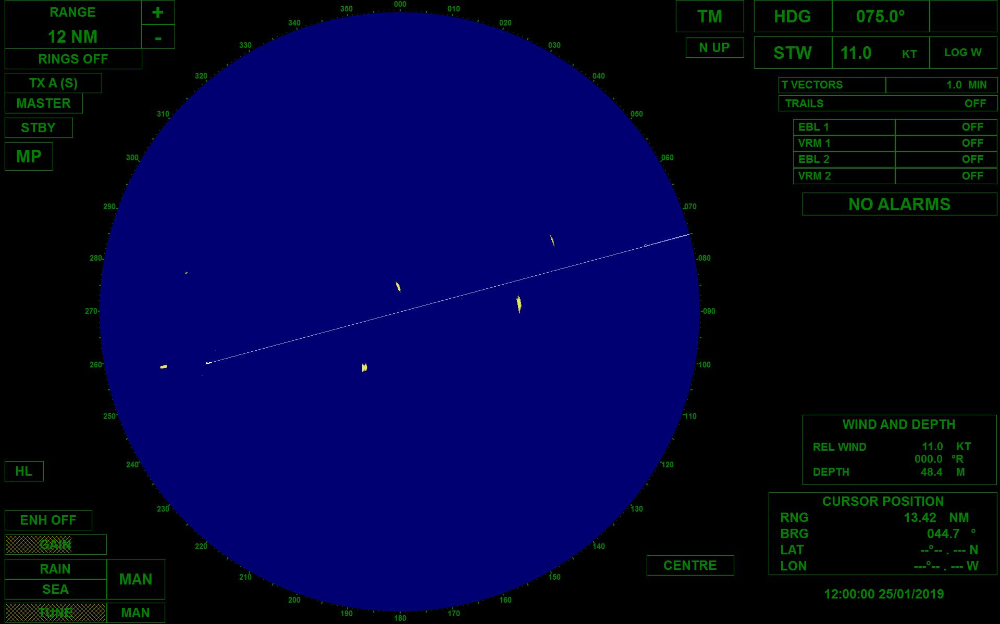 RANGE
+
12 NM
-
RINGS OFF
TX A (S)
MASTER
STBY
MP
HL
ENH OFF
GAIN
RAIN
SEA
MAN
TUNE
MAN
000
010
020
030
040
050
060
070
080
090
100
110
120
130
140
150
160
170
180
190
200
210
220
230
240
250
260
270
280
290
300
310
320
330
340
350
TM
N UP
HDG 075.0°
STW 11.0 KT LOG W
T VECTORS 1.0 MIN
TRAILS OFF
EBL 1 OFF
VRM 1 OFF
EBL 2 OFF
VRM 2 OFF
NO ALARMS
WIND AND DEPTH
REL WIND 11.0 KT
000.0 °R
DEPTH 48.4 M
CURSOR POSITION
RNG 13.42 NM
BRG 044.7 °
LAT --°-- . --- N
LON ---°-- . --- W
CENTRE
12:00:00 25/01/2019